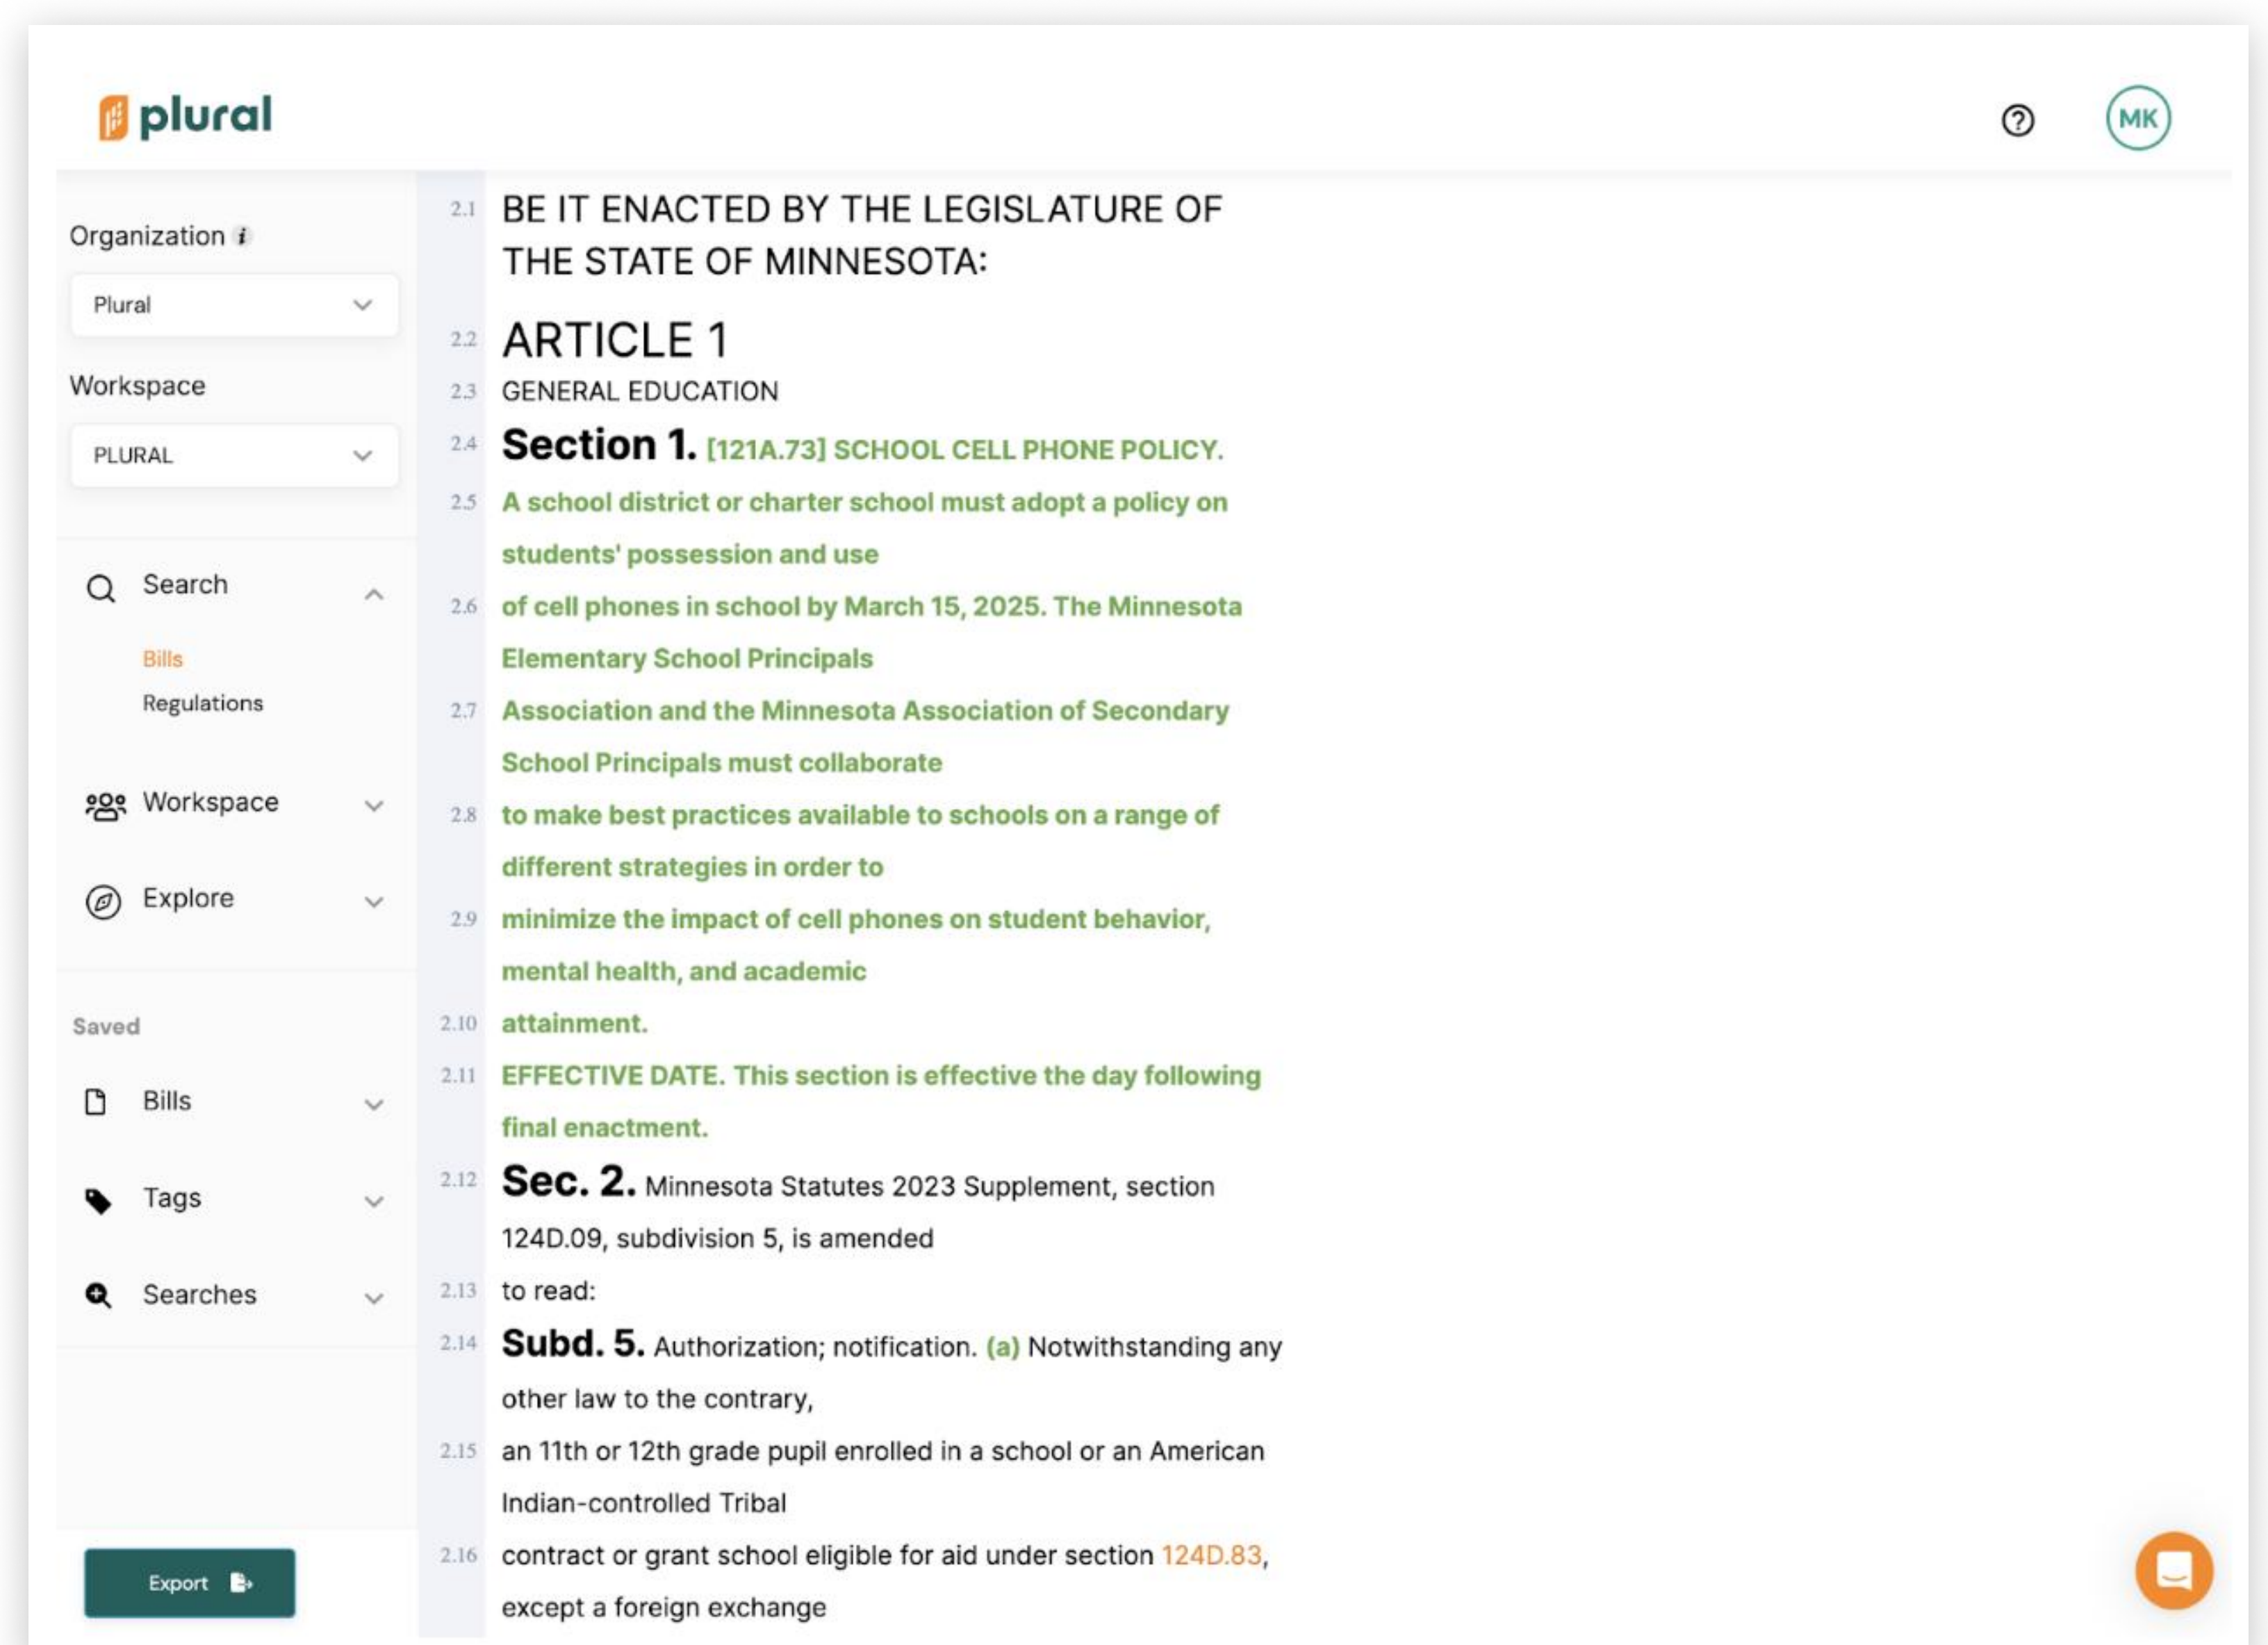 plural
MK
Organization i
Plural
Workspace
PLURAL
Search
Bills
Regulations
Workspace
Explore
Saved
Bills
Tags
Searches
Export
2.1 BE IT ENACTED BY THE LEGISLATURE OF
THE STATE OF MINNESOTA:
2.2 ARTICLE 1
2.3 GENERAL EDUCATION
2.4 Section 1. [121A.73] SCHOOL CELL PHONE POLICY.
2.5 A school district or charter school must adopt a policy on
students' possession and use
2.6 of cell phones in school by March 15, 2025. The Minnesota
Elementary School Principals
2.7 Association and the Minnesota Association of Secondary
School Principals must collaborate
2.8 to make best practices available to schools on a range of
different strategies in order to
2.9 minimize the impact of cell phones on student behavior,
mental health, and academic
2.10 attainment.
2.11 EFFECTIVE DATE. This section is effective the day following
final enactment.
2.12 Sec. 2. Minnesota Statutes 2023 Supplement, section
124D.09, subdivision 5, is amended
2.13 to read:
2.14 Subd. 5. Authorization; notification. (a) Notwithstanding any
other law to the contrary,
2.15 an 11th or 12th grade pupil enrolled in a school or an American
Indian-controlled Tribal
2.16 contract or grant school eligible for aid under section 124D.83,
except a foreign exchange